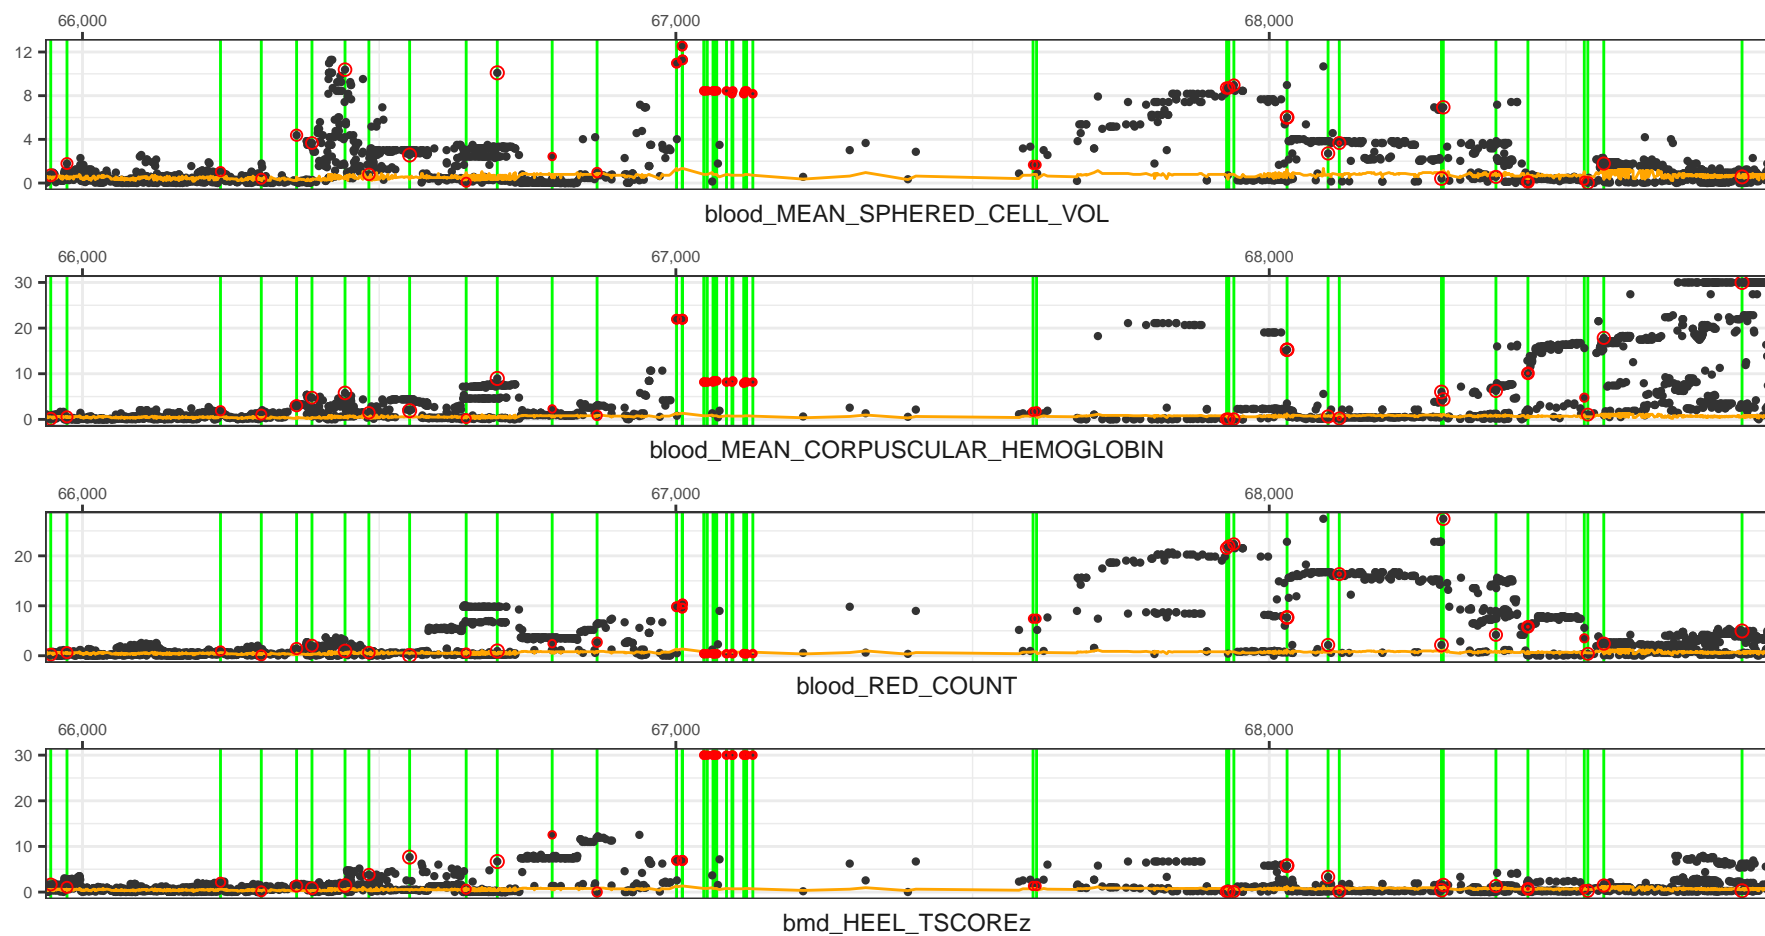 66,000 67,000 68,000
12
8
4
0
blood_MEAN_SPHERED_CELL_VOL
66,000 67,000 68,000
30
20
10
0
blood_MEAN_CORPUSCULAR_HEMOGLOBIN
66,000 67,000 68,000
20
10
0
blood_RED_COUNT
66,000 67,000 68,000
30
20
10
0
bmd_HEEL_TSCOREz